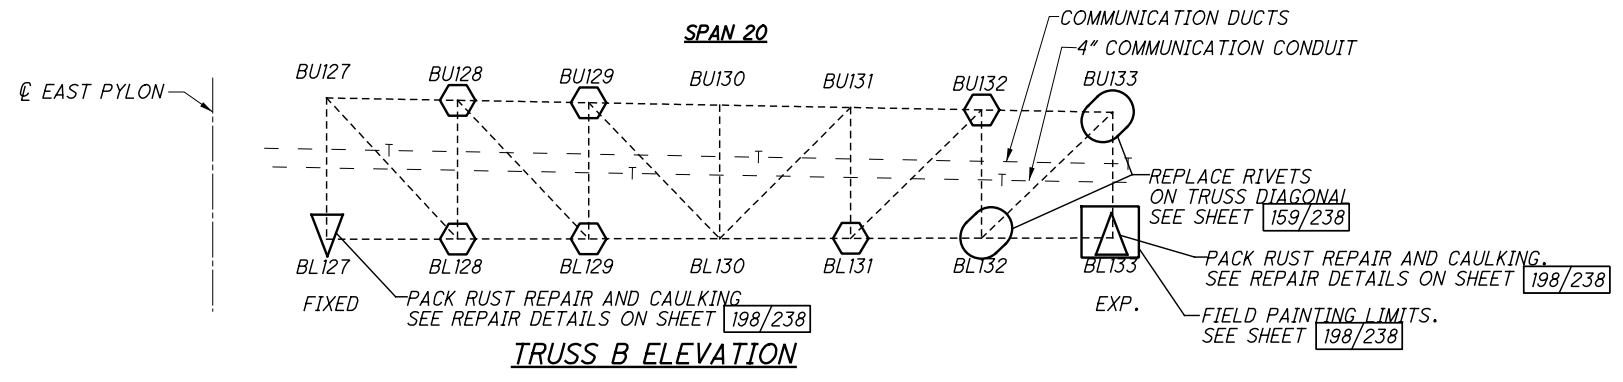 SPAN 20
COMMUNICATION DUCTS
4" COMMUNICATION CONDUIT
℄ EAST PYLON
BU127
BU128
BU129
BU130
BU131
BU132
BU133
T
T
T
T
T
REPLACE RIVETS
ON TRUSS DIAGONAL
SEE SHEET 159/238
BL127
BL128
BL129
BL130
BL131
BL132
BL133
PACK RUST REPAIR AND CAULKING.
SEE REPAIR DETAILS ON SHEET 198/238
FIXED
PACK RUST REPAIR AND CAULKING
SEE REPAIR DETAILS ON SHEET 198/238
EXP.
FIELD PAINTING LIMITS.
SEE SHEET 198/238
TRUSS B ELEVATION